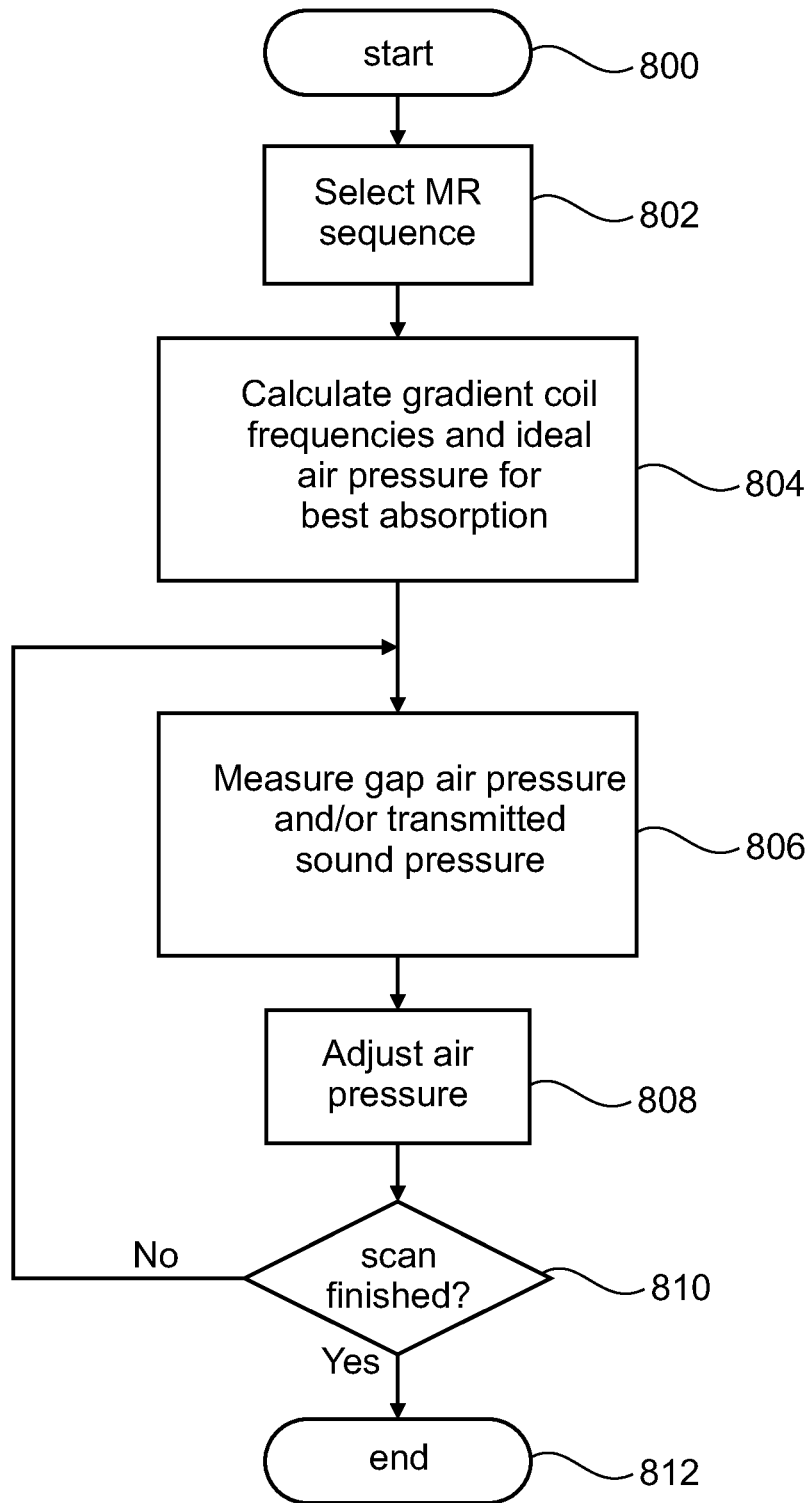 start
800
Select MR
sequence
802
Calculate gradient coil
frequencies and ideal
air pressure for
best absorption
804
Measure gap air pressure
and/or transmitted
sound pressure
806
Adjust air
pressure
808
No
scan
finished?
810
Yes
end
812